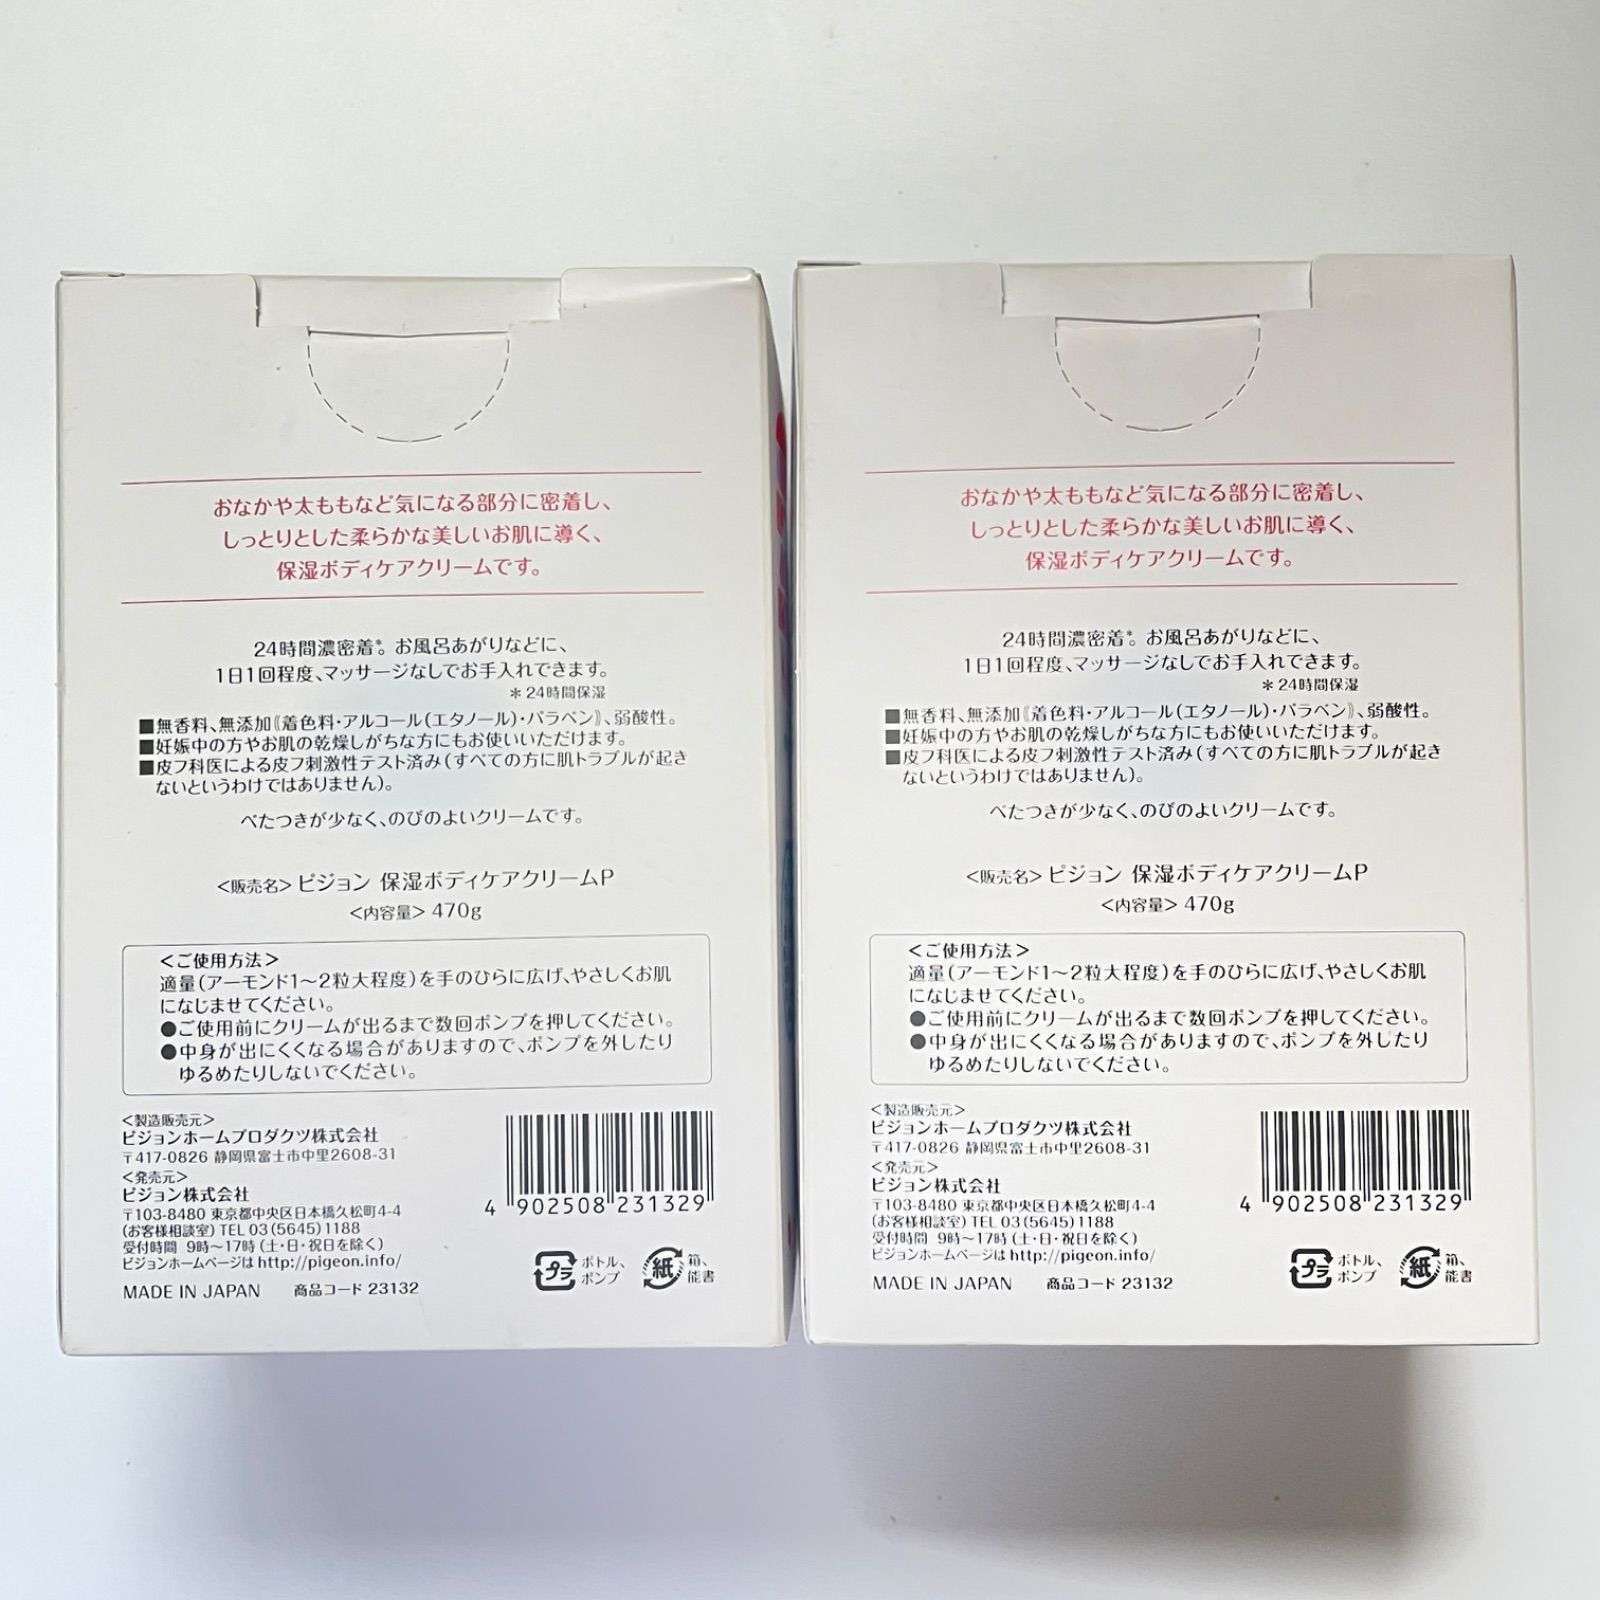 おなかや太ももなど気になる部分に密着し、
しっとりとした柔らかな美しいお肌に導く、
保湿ボディケアクリームです。
24時間濃密着*。お風呂あがりなどに、
1日1回程度、マッサージなしでお手入れできます。
*24時間保湿
■無香料、無添加《着色料・アルコール(エタノール)・パラベン》、弱酸性。
■妊娠中の方やお肌の乾燥しがちな方にもお使いいただけます。
■皮フ科医による皮フ刺激性テスト済み(すべての方に肌トラブルが起き
ないというわけではありません)。
べたつきが少なく、のびのよいクリームです。
<販売名>ピジョン 保湿ボディケアクリームP
<内容量>470g
<ご使用方法>
適量(アーモンド1〜2粒大程度)を手のひらに広げ、やさしくお肌
になじませてください。
●ご使用前にクリームが出るまで数回ポンプを押してください。
●中身が出にくくなる場合がありますので、ポンプを外したり
ゆるめたりしないでください。
<製造販売元>
ピジョンホームプロダクツ株式会社
〒417-0826 静岡県富士市中里2608-31
<発売元>
ピジョン株式会社
〒103-8480 東京都中央区日本橋久松町4-4
(お客様相談室)TEL 03(5645)1188
受付時間 9時〜17時(土・日・祝日を除く)
ピジョンホームページは http://pigeon.info/
MADE IN JAPAN 商品コード 23132
4 902508 231329
プラ ボトル、
ポンプ
紙 箱、
能書
おなかや太ももなど気になる部分に密着し、
しっとりとした柔らかな美しいお肌に導く、
保湿ボディケアクリームです。
24時間濃密着*。お風呂あがりなどに、
1日1回程度、マッサージなしでお手入れできます。
*24時間保湿
■無香料、無添加《着色料・アルコール(エタノール)・パラベン》、弱酸性。
■妊娠中の方やお肌の乾燥しがちな方にもお使いいただけます。
■皮フ科医による皮フ刺激性テスト済み(すべての方に肌トラブルが起き
ないというわけではありません)。
べたつきが少なく、のびのよいクリームです。
<販売名>ピジョン 保湿ボディケアクリームP
<内容量>470g
<ご使用方法>
適量(アーモンド1〜2粒大程度)を手のひらに広げ、やさしくお肌
になじませてください。
●ご使用前にクリームが出るまで数回ポンプを押してください。
●中身が出にくくなる場合がありますので、ポンプを外したり
ゆるめたりしないでください。
<製造販売元>
ピジョンホームプロダクツ株式会社
〒417-0826 静岡県富士市中里2608-31
<発売元>
ピジョン株式会社
〒103-8480 東京都中央区日本橋久松町4-4
(お客様相談室)TEL 03(5645)1188
受付時間 9時〜17時(土・日・祝日を除く)
ピジョンホームページは http://pigeon.info/
MADE IN JAPAN 商品コード 23132
4 902508 231329
プラ ボトル、
ポンプ
紙 箱、
能書